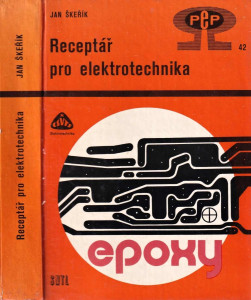 JAN ŠKEŘÍK
Receptář pro elektrotechnika
JAN ŠKEŘÍK
PEP
Receptář
pro elektrotechnika
42
epoxy
SNTL